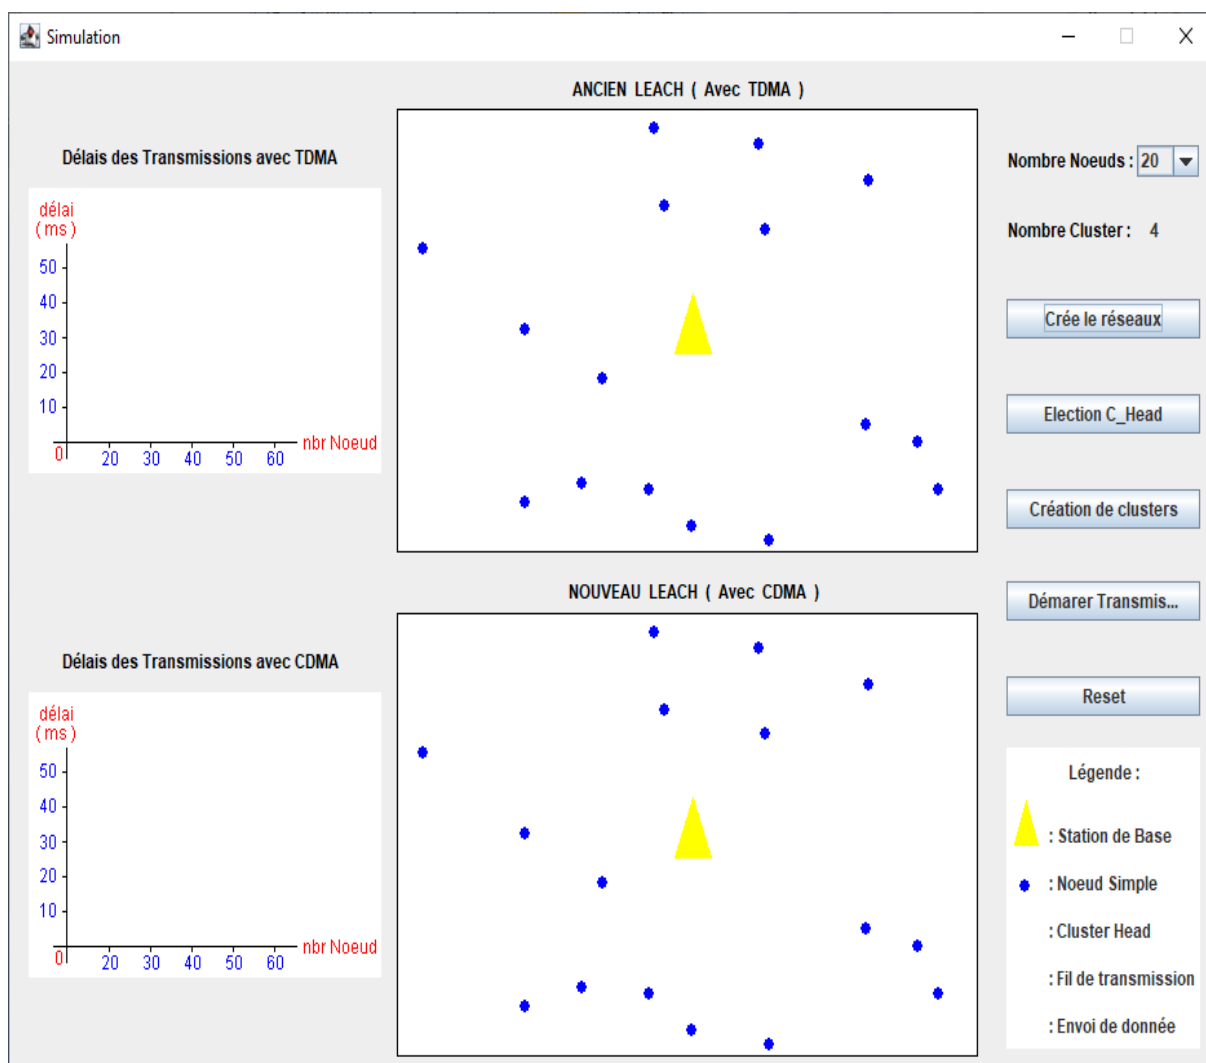 Simulation
ANCIEN LEACH ( Avec TDMA )
Délais des Transmissions avec TDMA
délai
( ms )
50
40
30
20
10
0
20 30 40 50 60
nbr Noeud
Nombre Noeuds : 20
Nombre Cluster : 4
Crée le réseaux
Election C_Head
Création de clusters
Démarer Transmis...
Reset
NOUVEAU LEACH ( Avec CDMA )
Délais des Transmissions avec CDMA
délai
( ms )
50
40
30
20
10
0
20 30 40 50 60
nbr Noeud
Légende :
: Station de Base
: Noeud Simple
: Cluster Head
: Fil de transmission
: Envoi de donnée